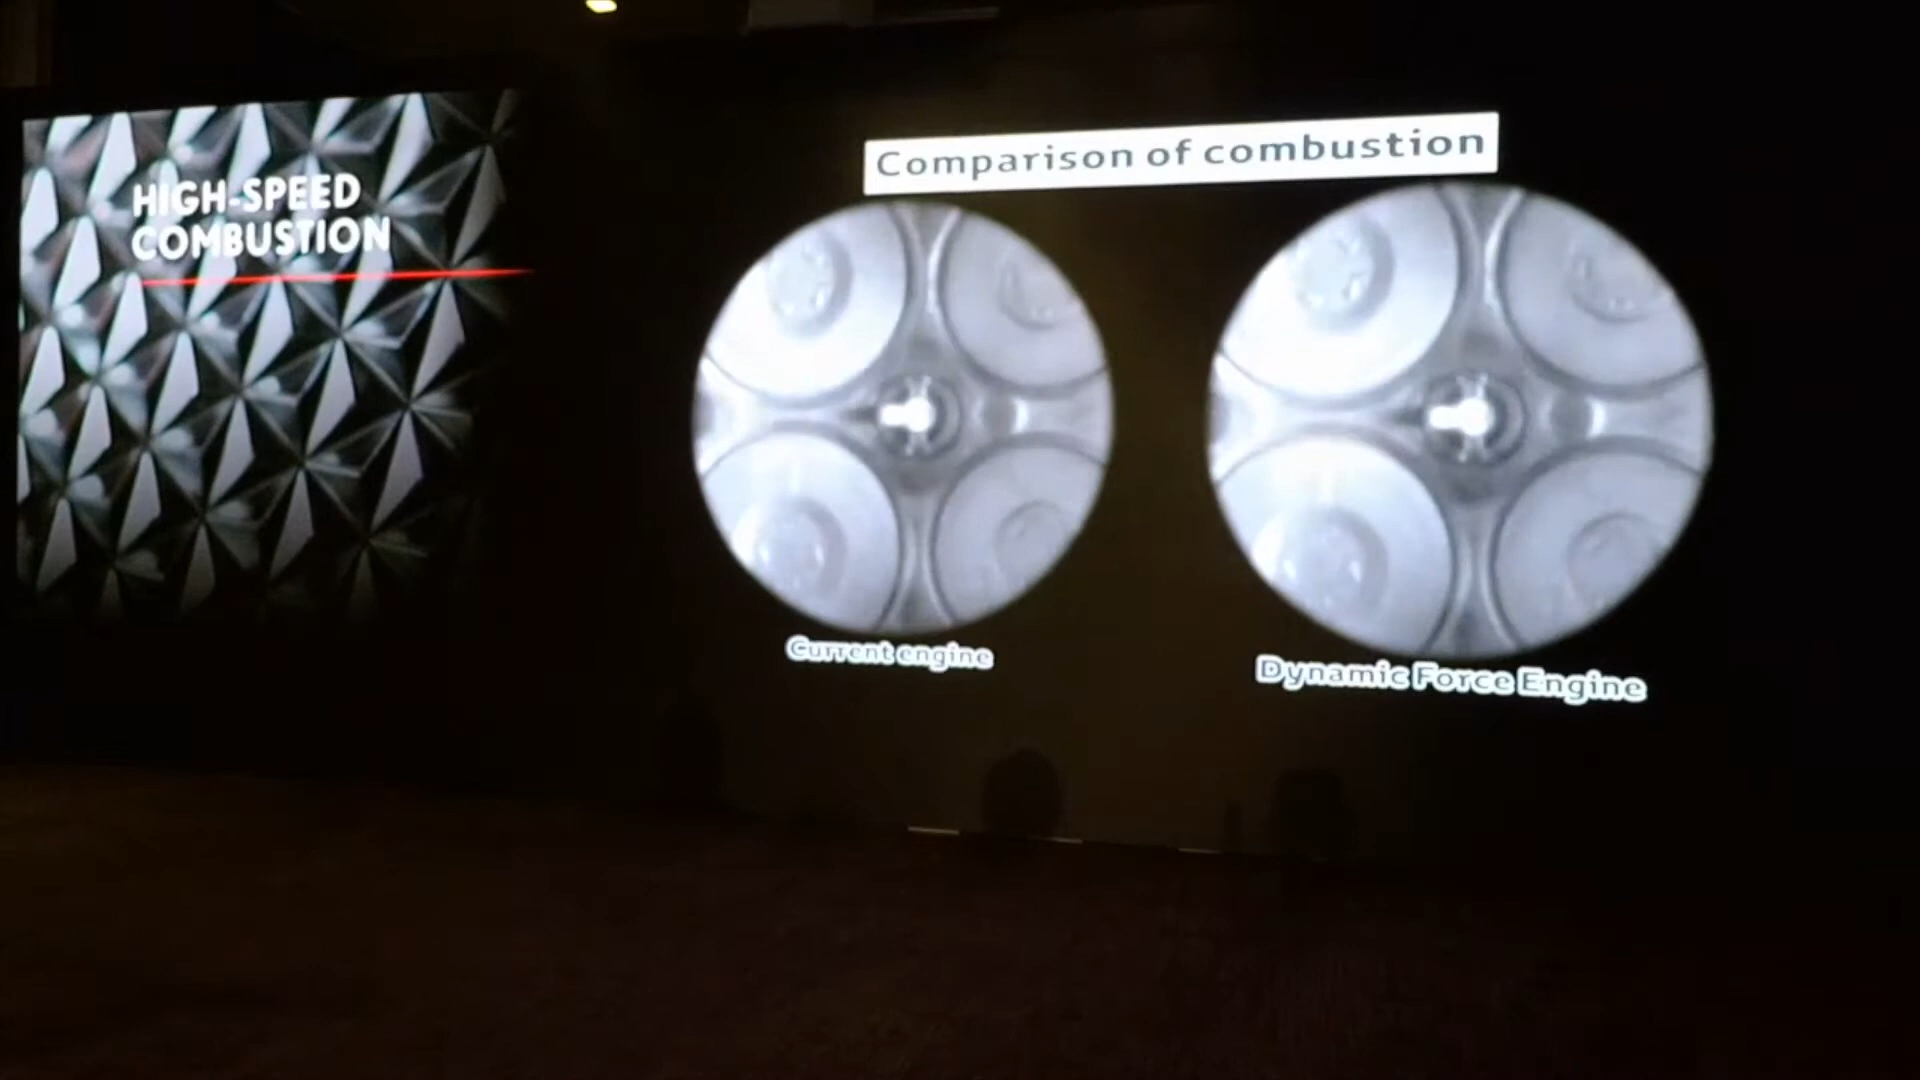 HIGH-SPEED
COMBUSTION
Comparison of combustion
Current engine
Dynamic Force Engine